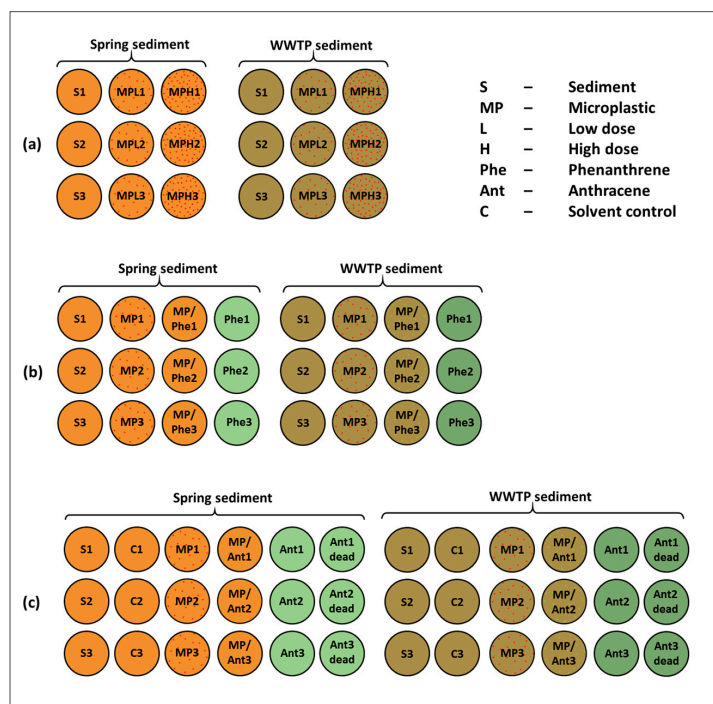 Spring sediment
WWTP sediment
(a)
S1 MPL1 MPH1
S1 MPL1 MPH1
S2 MPL2 MPH2
S2 MPL2 MPH2
S3 MPL3 MPH3
S3 MPL3 MPH3
S – Sediment
MP – Microplastic
L – Low dose
H – High dose
Phe – Phenanthrene
Ant – Anthracene
C – Solvent control
Spring sediment
WWTP sediment
(b)
S1 MP1 MP/
Phe1 Phe1
S1 MP1 MP/
Phe1 Phe1
S2 MP2 MP/
Phe2 Phe2
S2 MP2 MP/
Phe2 Phe2
S3 MP3 MP/
Phe3 Phe3
S3 MP3 MP/
Phe3 Phe3
Spring sediment
WWTP sediment
(c)
S1 C1 MP1 MP/
Ant1 Ant1 Ant1
dead
S1 C1 MP1 MP/
Ant1 Ant1 Ant1
dead
S2 C2 MP2 MP/
Ant2 Ant2 Ant2
dead
S2 C2 MP2 MP/
Ant2 Ant2 Ant2
dead
S3 C3 MP3 MP/
Ant3 Ant3 Ant3
dead
S3 C3 MP3 MP/
Ant3 Ant3 Ant3
dead